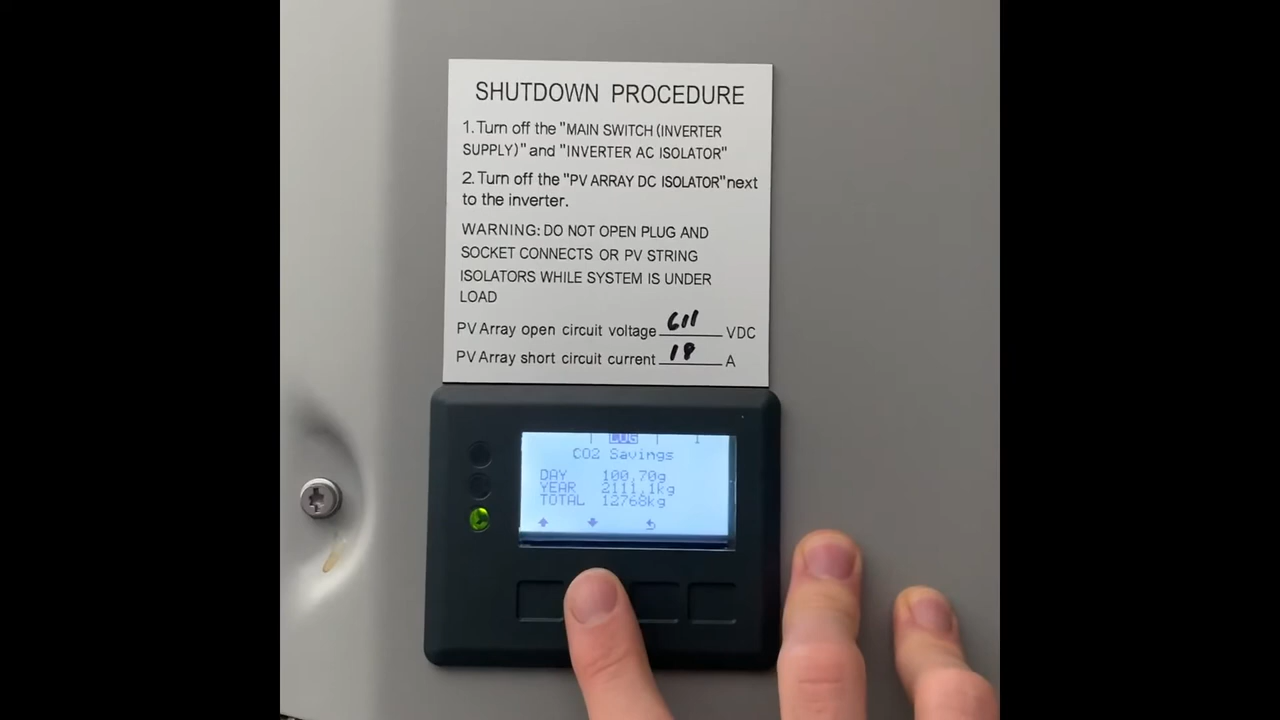 SHUTDOWN PROCEDURE
1. Turn off the "MAIN SWITCH (INVERTER
SUPPLY)" and "INVERTER AC ISOLATOR"
2. Turn off the "PV ARRAY DC ISOLATOR" next
to the inverter.
WARNING: DO NOT OPEN PLUG AND
SOCKET CONNECTS OR PV STRING
ISOLATORS WHILE SYSTEM IS UNDER
LOAD
PV Array open circuit voltage 611 VDC
PV Array short circuit current 18 A
LOG
CO2 Savings
DAY 100,70g
YEAR 2111,1kg
TOTAL 12768kg